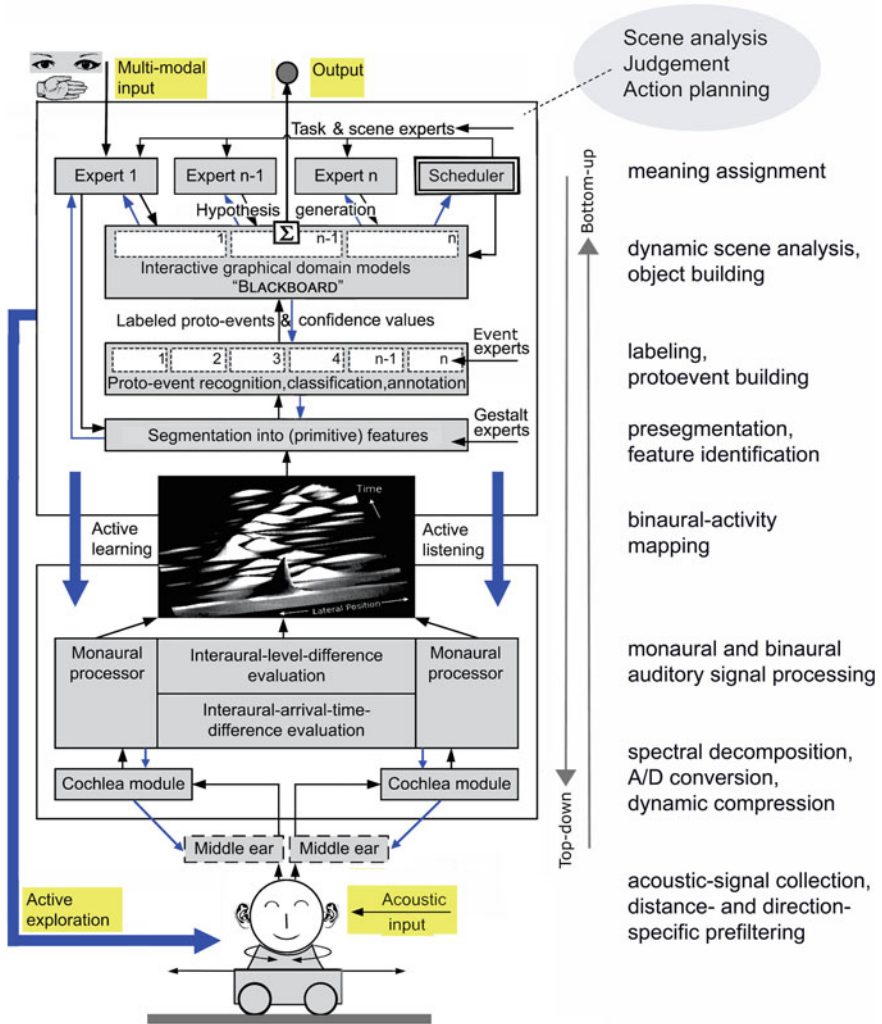 Scene analysis
Judgement
Action planning
Multi-modal
input
Output
Task & scene experts
Expert 1
Expert n-1
Expert n
Scheduler
meaning assignment
Bottom-up
Hypothesis generation
Σ
1
n-1
n
Interactive graphical domain models
“BLACKBOARD”
dynamic scene analysis,
object building
Labeled proto-events & confidence values
Event
experts
1
2
3
4
n-1
n
Proto-event recognition,classification,annotation
labeling,
protoevent building
Gestalt
experts
Segmentation into (primitive) features
presegmentation,
feature identification
Time
Active
learning
Active
listening
Lateral Position
binaural-activity
mapping
Monaural
processor
Interaural-level-difference
evaluation
Monaural
processor
Interaural-arrival-time-
difference evaluation
monaural and binaural
auditory signal processing
Cochlea module
Cochlea module
spectral decomposition,
A/D conversion,
dynamic compression
Top-down
Middle ear
Middle ear
Active
exploration
Acoustic
input
acoustic-signal collection,
distance- and direction-
specific prefiltering